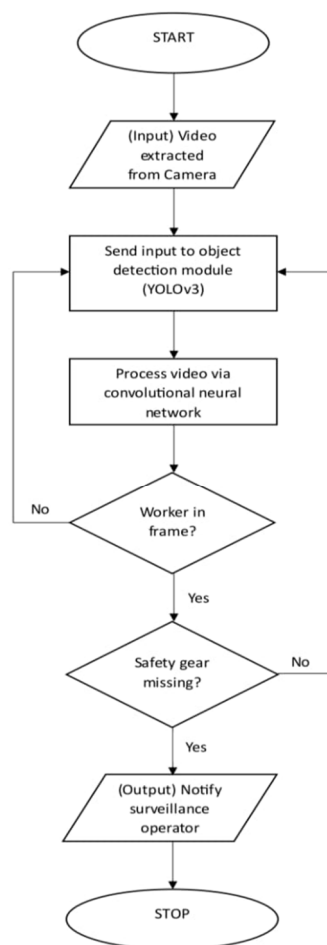 START
(Input) Video
extracted
from Camera
Send input to object
detection module
(YOLOv3)
Process video via
convolutional neural
network
No
Worker in
frame?
Yes
Safety gear
missing?
No
Yes
(Output) Notify
surveillance
operator
STOP